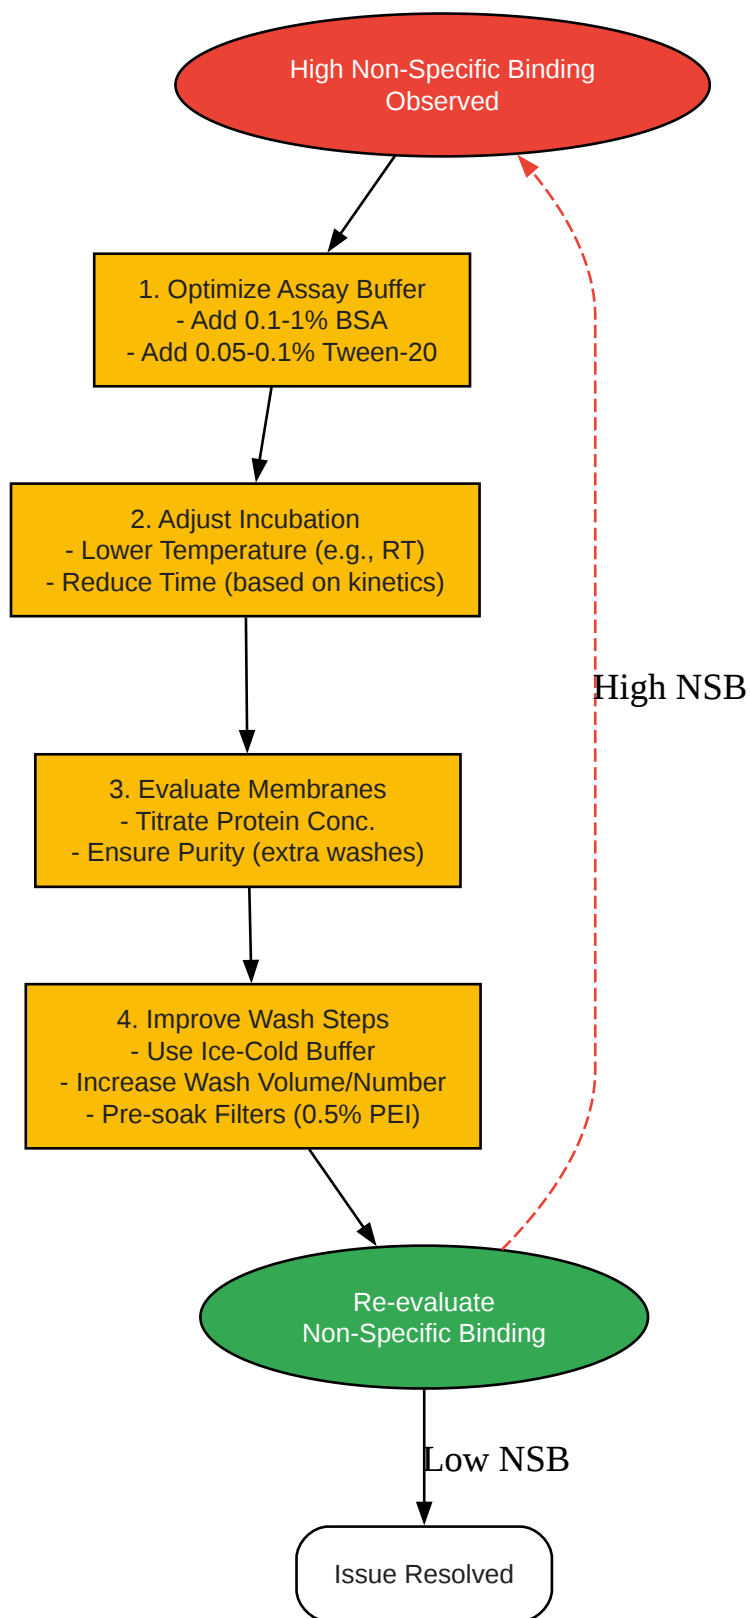 High Non-Specific Binding
Observed
1. Optimize Assay Buffer
- Add 0.1-1% BSA
- Add 0.05-0.1% Tween-20
2. Adjust Incubation
- Lower Temperature (e.g., RT)
- Reduce Time (based on kinetics)
High NSB
3. Evaluate Membranes
- Titrate Protein Conc.
- Ensure Purity (extra washes)
4. Improve Wash Steps
- Use Ice-Cold Buffer
- Increase Wash Volume/Number
- Pre-soak Filters (0.5% PEI)
Re-evaluate
Non-Specific Binding
Low NSB
Issue Resolved